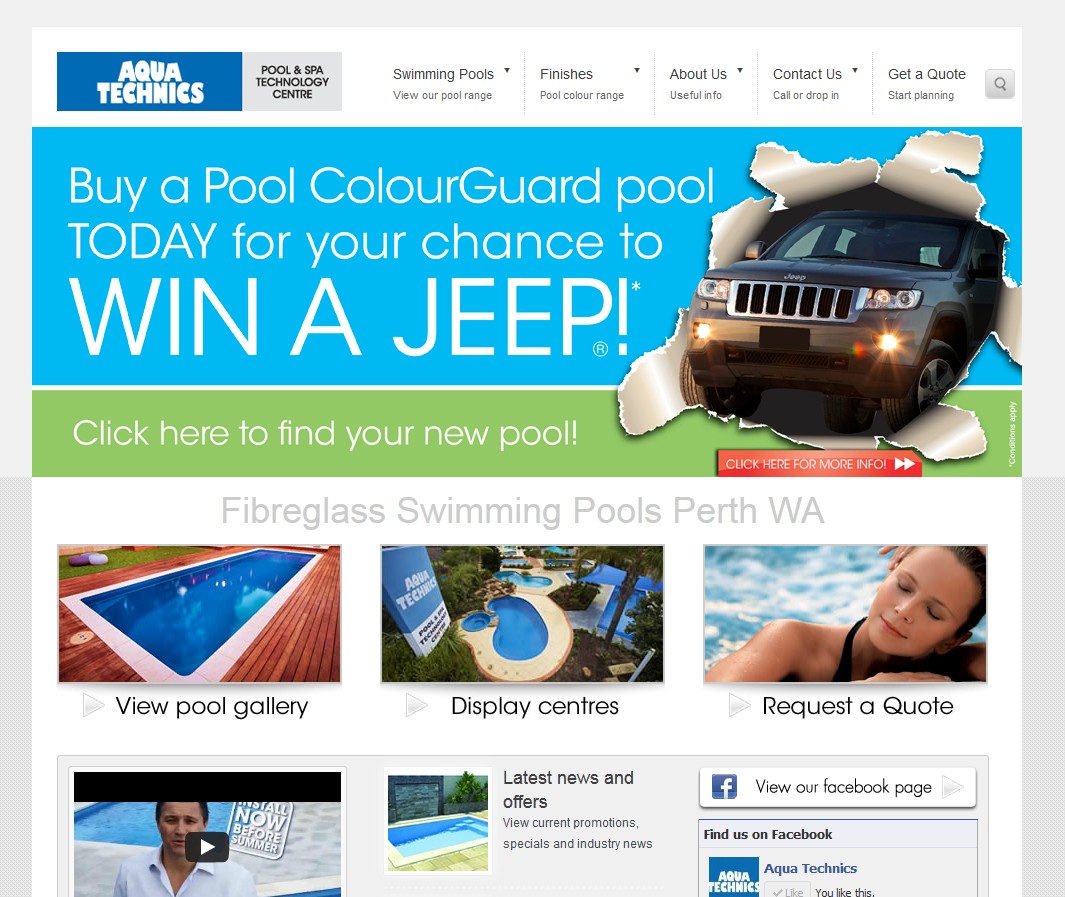 AQUA
TECHNICS
POOL & SPA
TECHNOLOGY
CENTRE
Swimming Pools
View our pool range
Finishes
Pool colour range
About Us
Useful info
Contact Us
Call or drop in
Get a Quote
Start planning
Buy a Pool ColourGuard pool
TODAY for your chance to
WIN A JEEP!*
®
Jeep
Click here to find your new pool!
CLICK HERE FOR MORE INFO!
*Conditions apply
Fibreglass Swimming Pools Perth WA
AQUA
TECHNICS
POOL & SPA
TECHNOLOGY
CENTRE
View pool gallery
Display centres
Request a Quote
INSTALL
NOW
BEFORE
SUMMER
Latest news and
offers
View current promotions,
specials and industry news
View our facebook page
Find us on Facebook
AQUA
TECHNICS
Aqua Technics
Like
You like this.